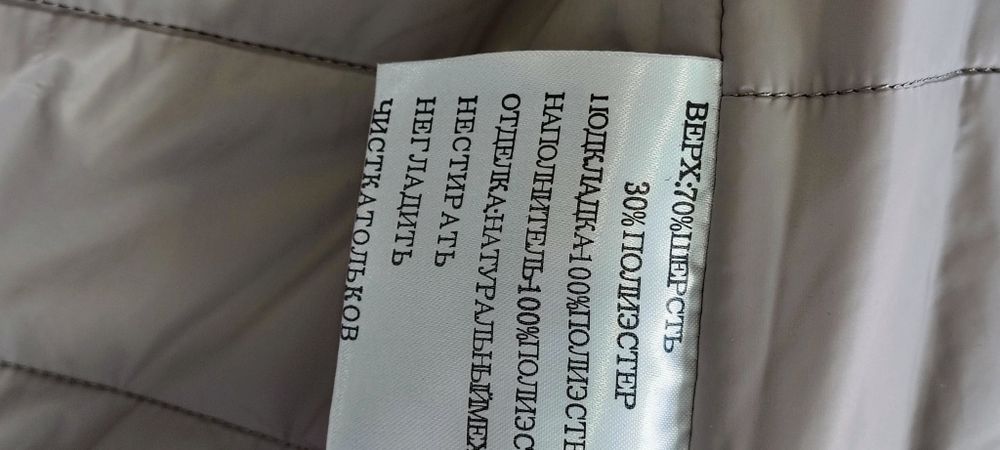 ВЕРХ:70%ШЕРСТЬ
30%ПОЛИЭСТЕР
ПОДКЛАДКА-100%ПОЛИЭСТЕ
НАПОЛНИТЕЛЬ-100%ПОЛИЭС
ОТДЕЛКА-НАТУРАЛЬНЫЙМЕХ
НЕСТИРАТЬ
НЕГЛАДИТЬ
ЧИСТКАТОЛЬКОВ